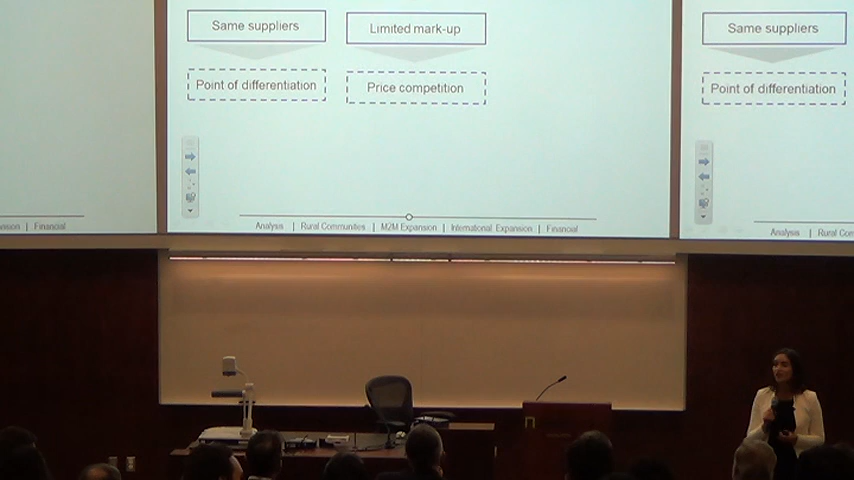 Same suppliers
Limited mark-up
Point of differentiation
Price competition
Analysis | Rural Communities | M2M Expansion | International Expansion | Financial
Financial
Same suppliers
Point of differentiation
Analysis | Rural